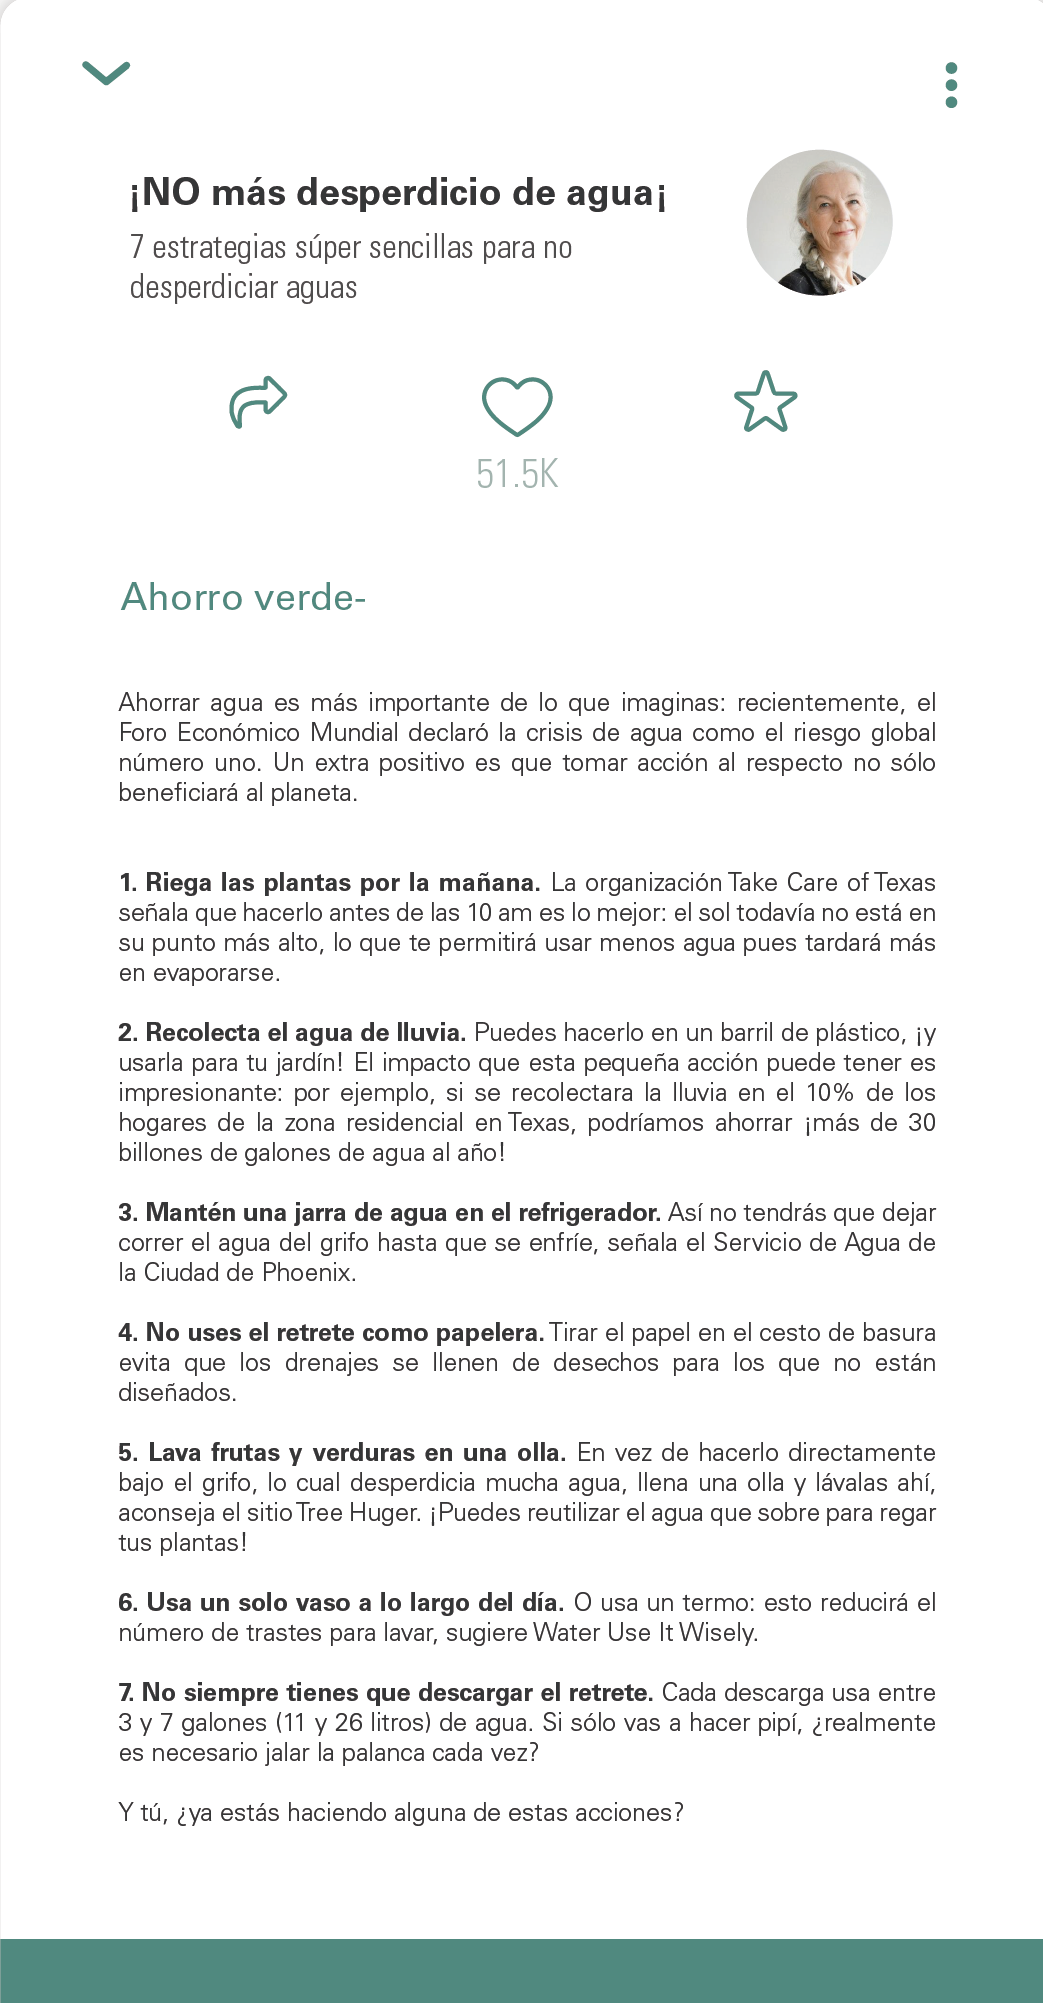 ¡NO más desperdicio de agua¡
7 estrategias súper sencillas para no
desperdiciar aguas
51.5K
Ahorro verde-
Ahorrar agua es más importante de lo que imaginas: recientemente, el
Foro Económico Mundial declaró la crisis de agua como el riesgo global
número uno. Un extra positivo es que tomar acción al respecto no sólo
beneficiará al planeta.
1. Riega las plantas por la mañana. La organización Take Care of Texas
señala que hacerlo antes de las 10 am es lo mejor: el sol todavía no está en
su punto más alto, lo que te permitirá usar menos agua pues tardará más
en evaporarse.
2. Recolecta el agua de lluvia. Puedes hacerlo en un barril de plástico, ¡y
usarla para tu jardín! El impacto que esta pequeña acción puede tener es
impresionante: por ejemplo, si se recolectara la lluvia en el 10% de los
hogares de la zona residencial en Texas, podríamos ahorrar ¡más de 30
billones de galones de agua al año!
3. Mantén una jarra de agua en el refrigerador. Así no tendrás que dejar
correr el agua del grifo hasta que se enfríe, señala el Servicio de Agua de
la Ciudad de Phoenix.
4. No uses el retrete como papelera. Tirar el papel en el cesto de basura
evita que los drenajes se llenen de desechos para los que no están
diseñados.
5. Lava frutas y verduras en una olla. En vez de hacerlo directamente
bajo el grifo, lo cual desperdicia mucha agua, llena una olla y lávalas ahí,
aconseja el sitio Tree Huger. ¡Puedes reutilizar el agua que sobre para regar
tus plantas!
6. Usa un solo vaso a lo largo del día. O usa un termo: esto reducirá el
número de trastes para lavar, sugiere Water Use It Wisely.
7. No siempre tienes que descargar el retrete. Cada descarga usa entre
3 y 7 galones (11 y 26 litros) de agua. Si sólo vas a hacer pipí, ¿realmente
es necesario jalar la palanca cada vez?
Y tú, ¿ya estás haciendo alguna de estas acciones?